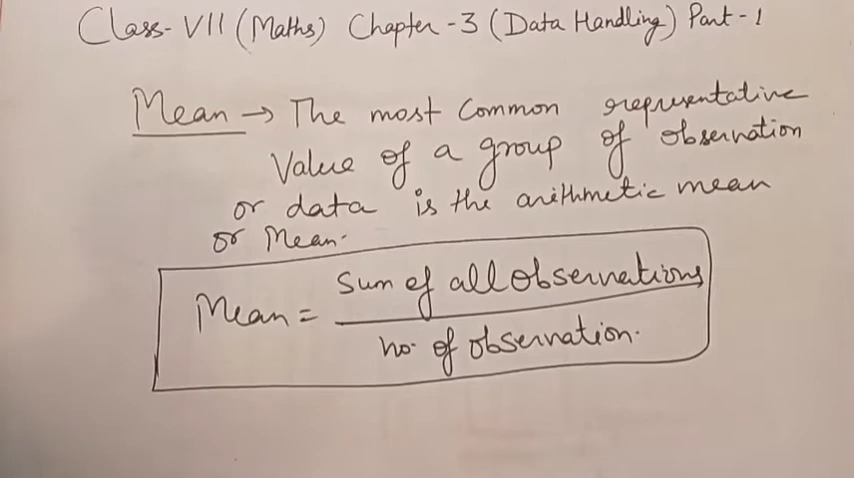 Class-VII (Maths) Chapter-3 (Data Handling) Part-1
Mean → The most Common representative
Value of a group of observation
or data is the arithmetic mean
or Mean.
Mean = sum of all observations
no. of observation.